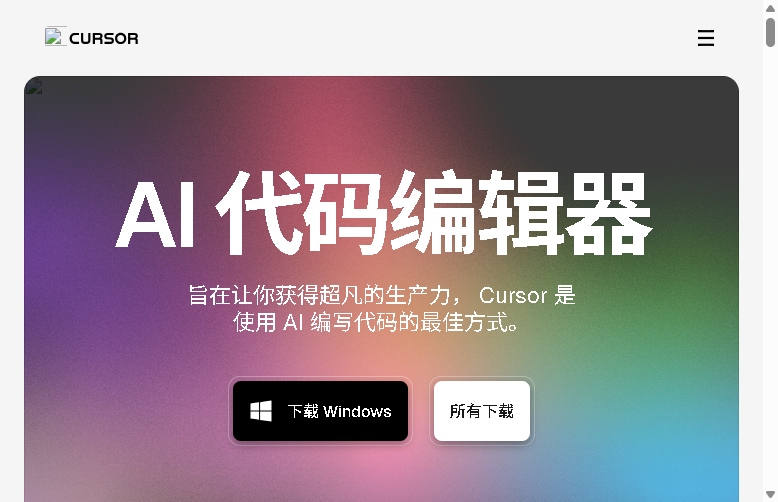 CURSOR
AI 代码编辑器
旨在让你获得超凡的生产力， Cursor 是
使用 AI 编写代码的最佳方式。
下载 Windows
所有下载